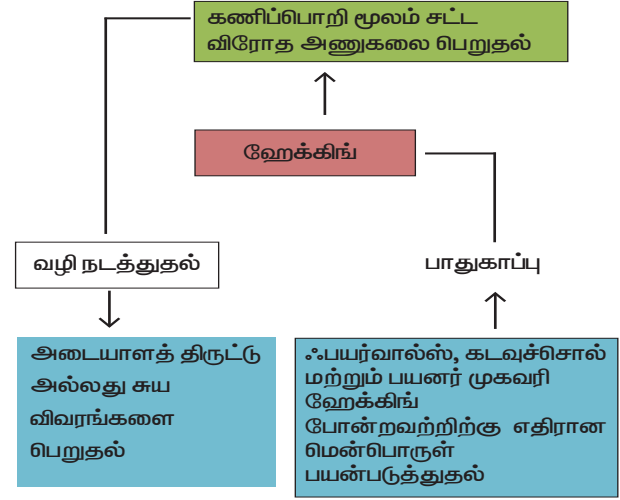 கணிப்பொறி மூலம் சட்ட
விரோத அணுகலை பெறுதல்
ஹேக்கிங்
வழி நடத்துதல்
பாதுகாப்பு
அடையாளத் திருட்டு
அல்லது சுய
விவரங்களை
பெறுதல்
ஃபயர்வால்ஸ், கடவுச்சொல்
மற்றும் பயனர் முகவரி
ஹேக்கிங்
போன்றவற்றிற்கு எதிரான
மென்பொருள்
பயன்படுத்துதல்